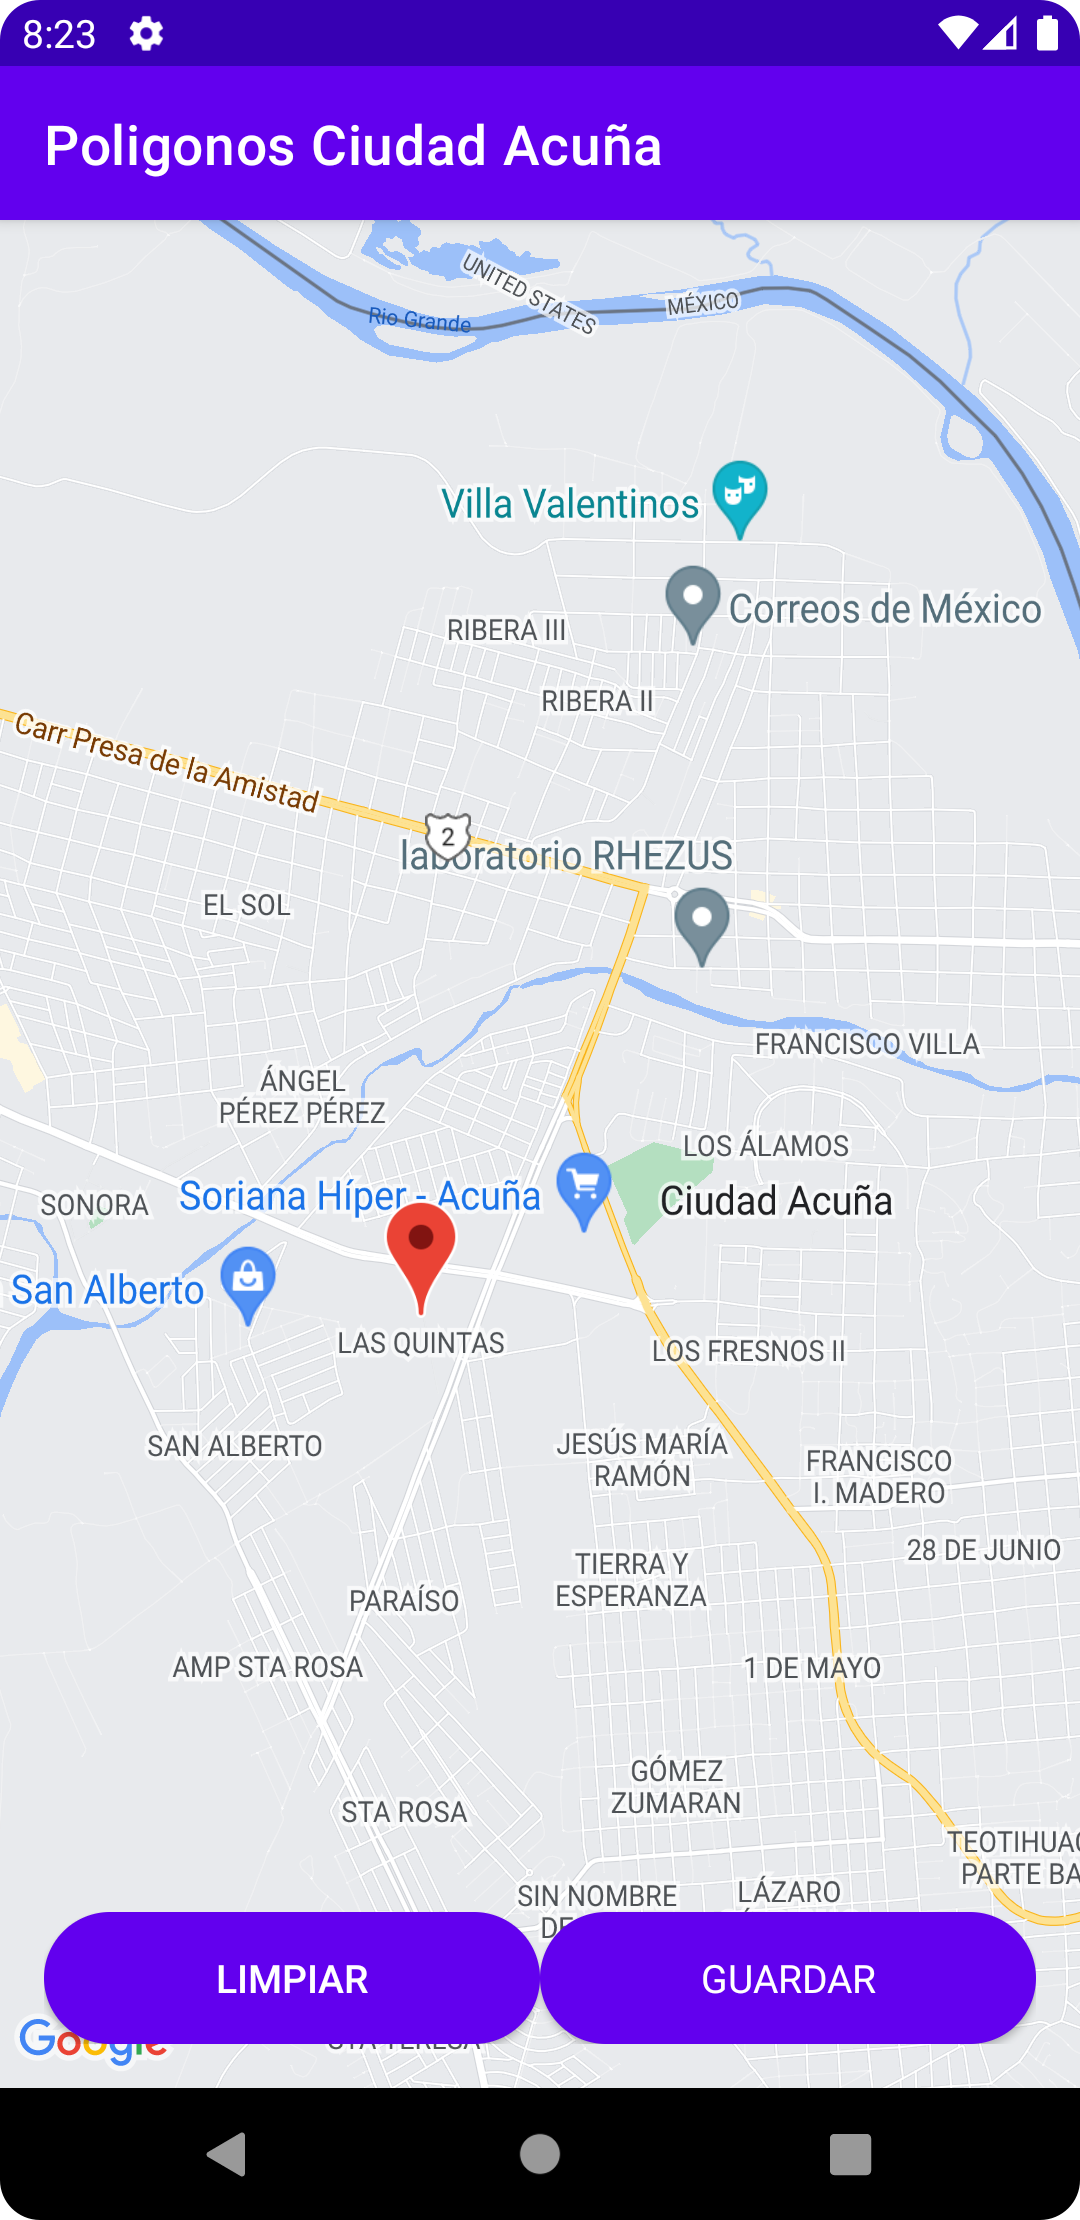 8:23
Poligonos Ciudad Acuña
UNITED STATES
MÉXICO
Rio Grande
Villa Valentinos
Correos de México
RIBERA III
RIBERA II
Carr Presa de la Amistad
2
laboratorio RHEZUS
EL SOL
FRANCISCO VILLA
ÁNGEL
PÉREZ PÉREZ
LOS ÁLAMOS
SONORA
Soriana Híper - Acuña
Ciudad Acuña
San Alberto
LAS QUINTAS
LOS FRESNOS II
SAN ALBERTO
JESÚS MARÍA
RAMÓN
FRANCISCO
I. MADERO
28 DE JUNIO
TIERRA Y
ESPERANZA
PARAÍSO
AMP STA ROSA
1 DE MAYO
GÓMEZ
ZUMARAN
STA ROSA
TEOTIHUAC
PARTE BA
SIN NOMBRE
DE
LÁZARO
LIMPIAR
GUARDAR
Google
STA TERESA